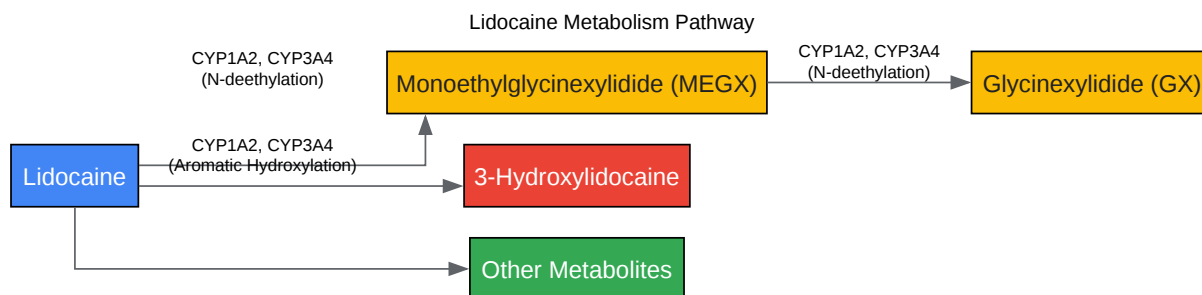 Lidocaine Metabolism Pathway
CYP1A2, CYP3A4
(N-deethylation)
Monoethylglycinexylidide (MEGX)
CYP1A2, CYP3A4
(N-deethylation)
Glycinexylidide (GX)
Lidocaine
CYP1A2, CYP3A4
(Aromatic Hydroxylation)
3-Hydroxylidocaine
Other Metabolites